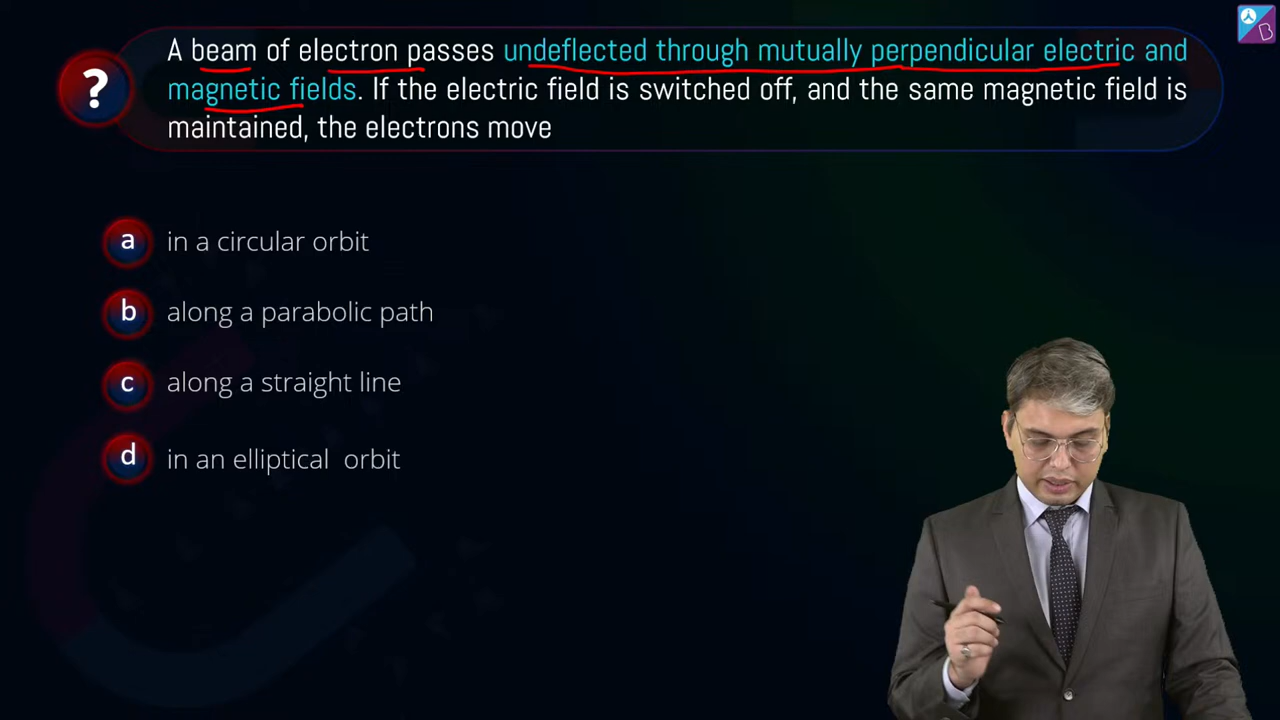 ?
A beam of electron passes undeflected through mutually perpendicular electric and
magnetic fields. If the electric field is switched off, and the same magnetic field is
maintained, the electrons move
a in a circular orbit
b along a parabolic path
c along a straight line
d in an elliptical orbit
B